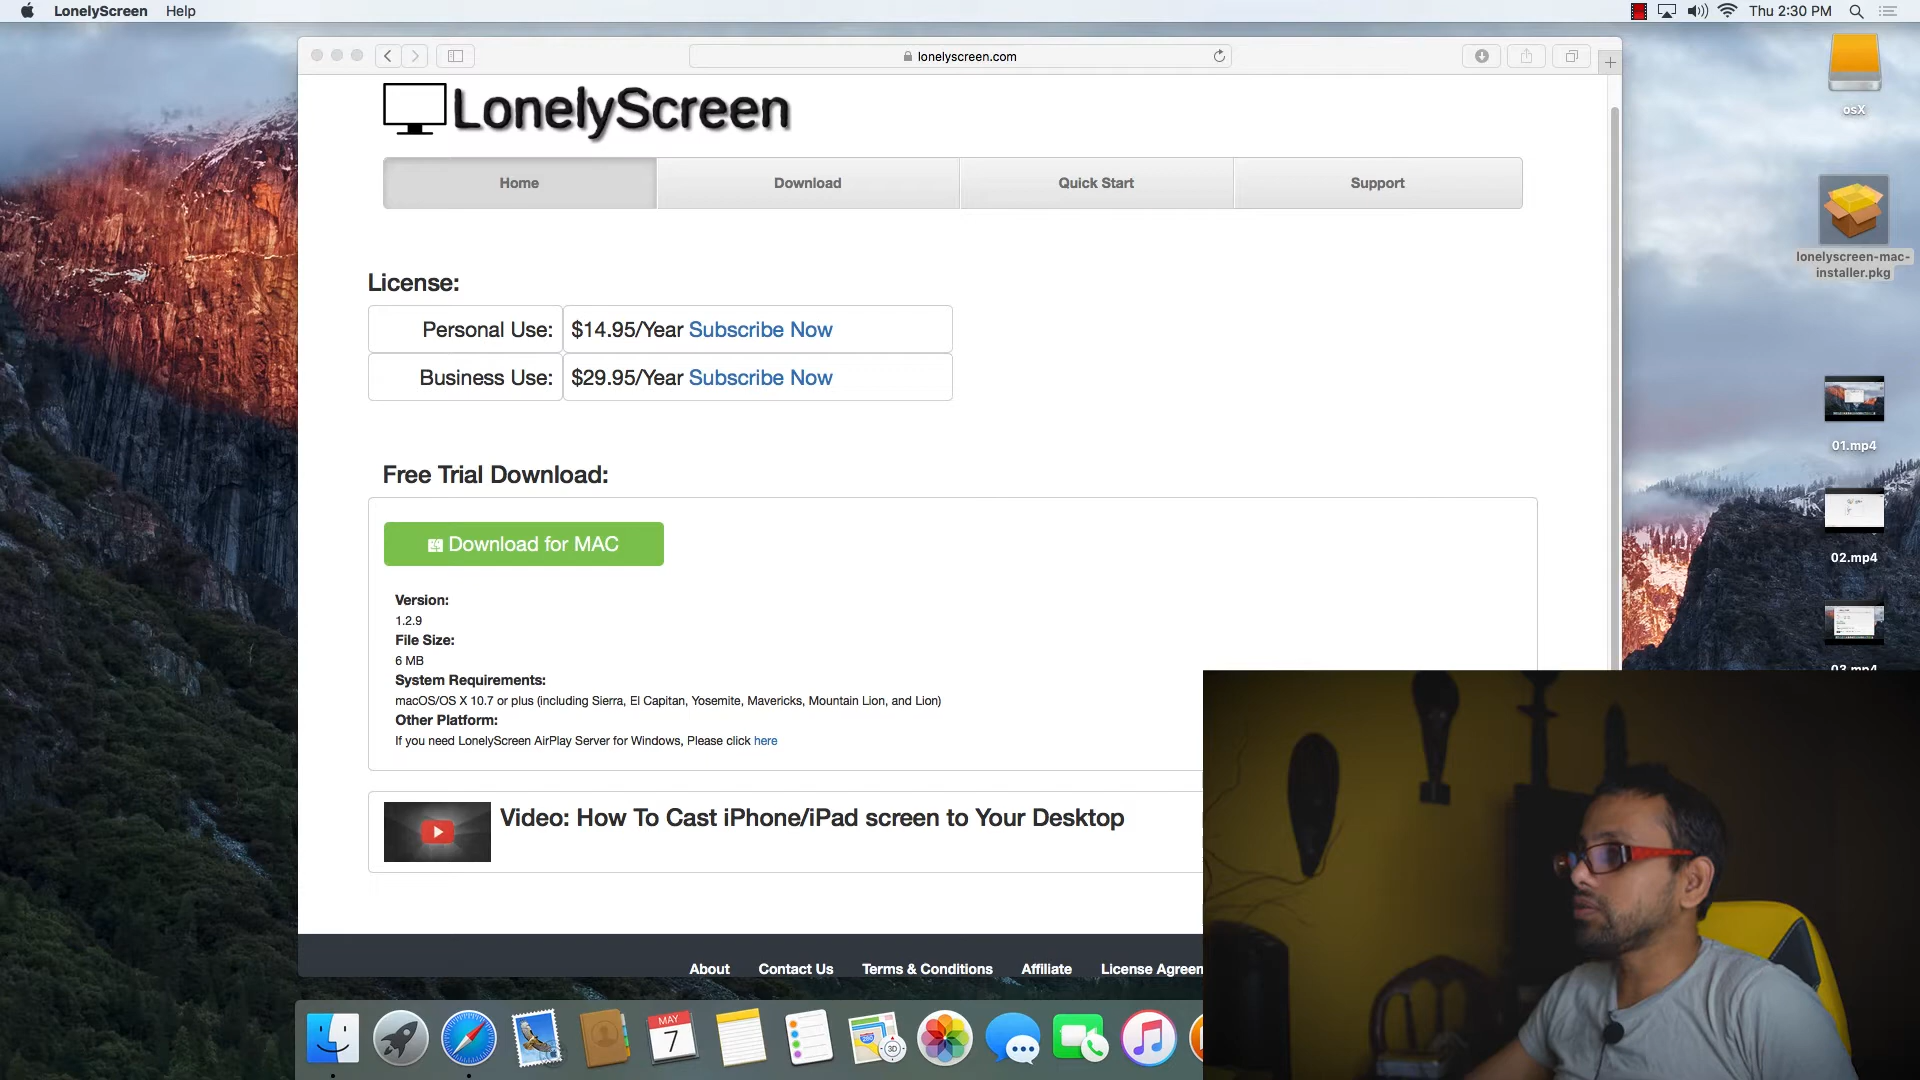 LonelyScreen Help
Thu 2:30 PM
lonelyscreen.com
osX
LonelyScreen
Home
Download
Quick Start
Support
lonelyscreen-mac-
installer.pkg
License:
Personal Use: $14.95/Year Subscribe Now
Business Use: $29.95/Year Subscribe Now
01.mp4
Free Trial Download:
Download for MAC
02.mp4
Version:
1.2.9
File Size:
6 MB
System Requirements:
macOS/OS X 10.7 or plus (including Sierra, El Capitan, Yosemite, Mavericks, Mountain Lion, and Lion)
Other Platform:
If you need LonelyScreen AirPlay Server for Windows, Please click here
03.mp4
Video: How To Cast iPhone/iPad screen to Your Desktop
About
Contact Us
Terms & Conditions
Affiliate
License Agreen
MAY
7
280
3D